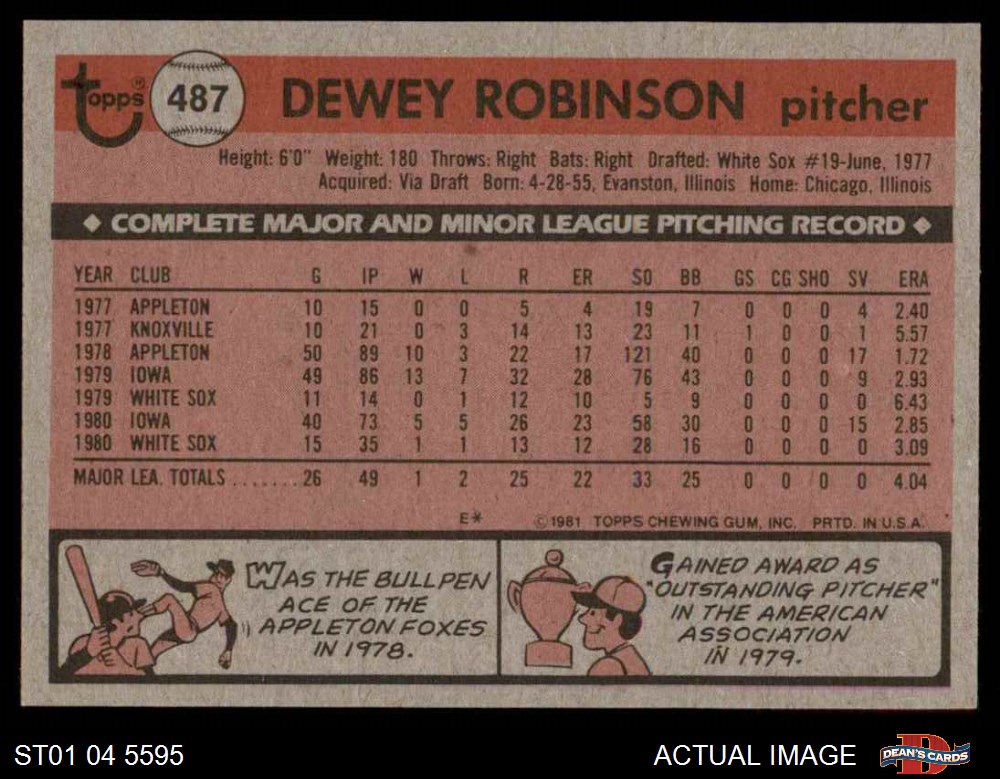 topps® 487 DEWEY ROBINSON pitcher
Height: 6'0" Weight: 180 Throws: Right Bats: Right Drafted: White Sox #19-June, 1977
Acquired: Via Draft Born: 4-28-55, Evanston, Illinois Home: Chicago, Illinois
◆ COMPLETE MAJOR AND MINOR LEAGUE PITCHING RECORD ◆
YEAR CLUB G IP W L R ER SO BB GS CG SHO SV ERA
1977 APPLETON 10 15 0 0 5 4 19 7 0 0 0 4 2.40
1977 KNOXVILLE 10 21 0 3 14 13 23 11 1 0 0 1 5.57
1978 APPLETON 50 89 10 3 22 17 121 40 0 0 0 17 1.72
1979 IOWA 49 86 13 7 32 28 76 43 0 0 0 9 2.93
1979 WHITE SOX 11 14 0 1 12 10 5 9 0 0 0 0 6.43
1980 IOWA 40 73 5 5 26 23 58 30 0 0 0 15 2.85
1980 WHITE SOX 15 35 1 1 13 12 28 16 0 0 0 0 3.09
MAJOR LEA. TOTALS ....... 26 49 1 2 25 22 33 25 0 0 0 0 4.04
E* ©1981 TOPPS CHEWING GUM, INC. PRTD. IN U.S.A.
WAS THE BULLPEN
ACE OF THE
APPLETON FOXES
IN 1978.
GAINED AWARD AS
"OUTSTANDING PITCHER"
IN THE AMERICAN
ASSOCIATION
IN 1979.
ST01 04 5595 ACTUAL IMAGE DEAN'S CARDS